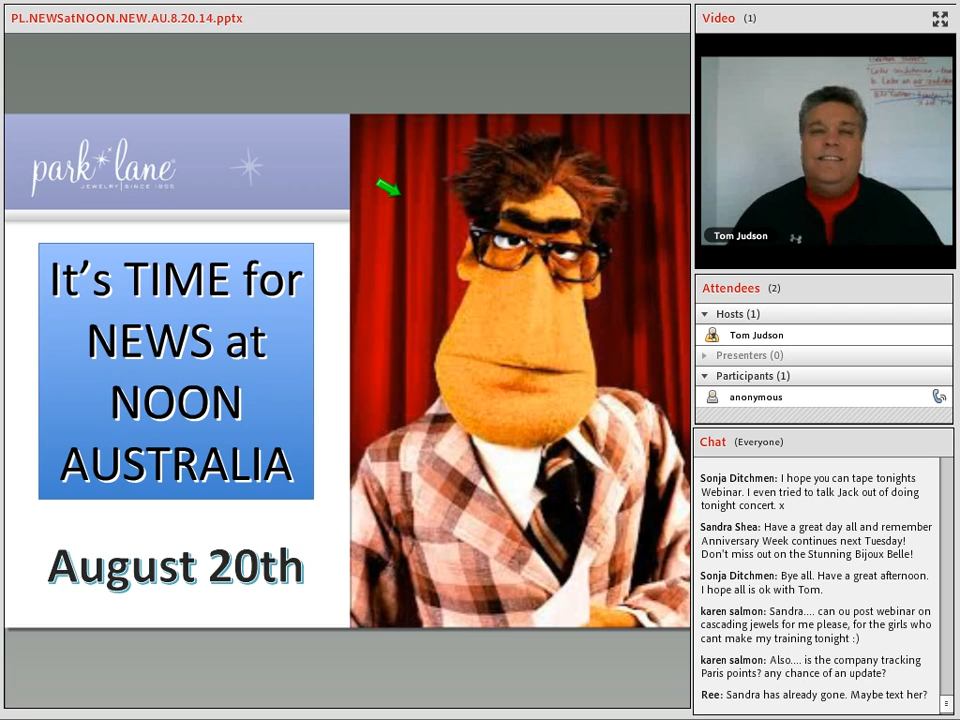 PL.NEWSatNOON.NEW.AU.8.20.14.pptx
park lane
JEWELRY | SINCE 1955
It's TIME for
NEWS at
NOON
AUSTRALIA
August 20th
Video (1)
Tom Judson
Attendees (2)
Hosts (1)
Tom Judson
Presenters (0)
Participants (1)
anonymous
Chat (Everyone)
Sonja Ditchmen: I hope you can tape tonights
Webinar. I even tried to talk Jack out of doing
tonight concert. x
Sandra Shea: Have a great day all and remember
Anniversary Week continues next Tuesday!
Don't miss out on the Stunning Bijoux Belle!
Sonja Ditchmen: Bye all. Have a great afternoon.
I hope all is ok with Tom.
karen salmon: Sandra.... can ou post webinar on
cascading jewels for me please, for the girls who
cant make my training tonight :)
karen salmon: Also.... is the company tracking
Paris points? any chance of an update?
Ree: Sandra has already gone. Maybe text her?